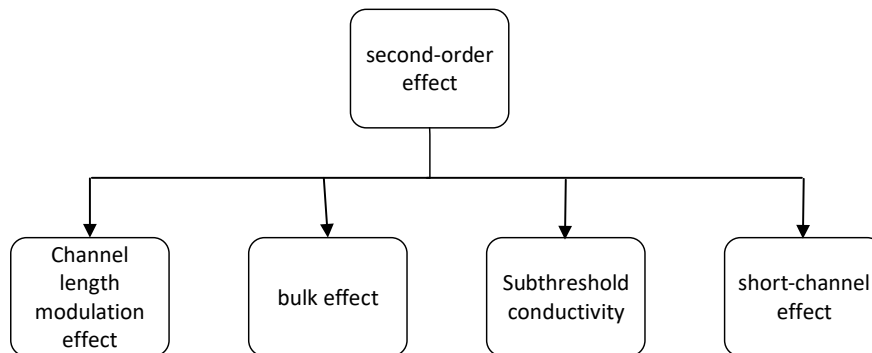 second-order
effect
Channel
length
modulation
effect
bulk effect
Subthreshold
conductivity
short-channel
effect